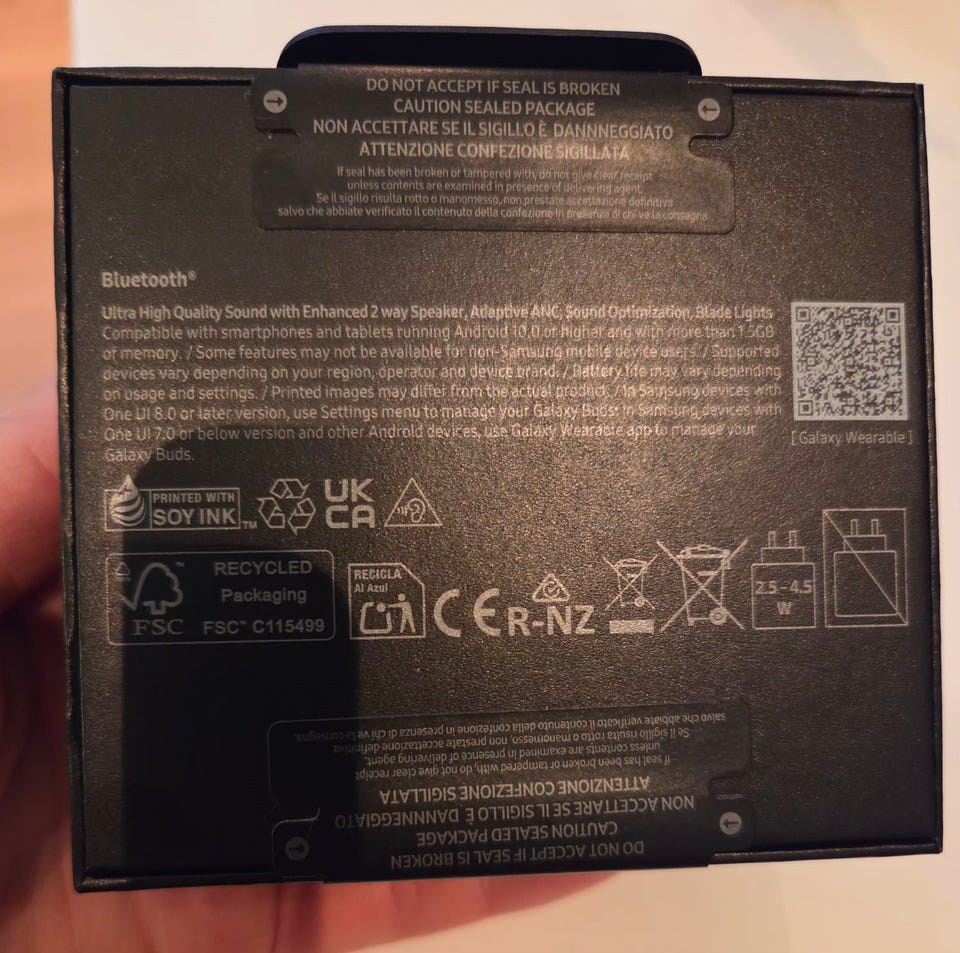 DO NOT ACCEPT IF SEAL IS BROKEN
CAUTION SEALED PACKAGE
NON ACCETTARE SE IL SIGILLO È DANNNEGGIATO
ATTENZIONE CONFEZIONE SIGILLATA
If seal has been broken or tampered with, do not give clear receipt
unless contents are examined in presence of delivering agent.
Se il sigillo risulta rotto o manomesso, non prestate accettazione definitiva
salvo che abbiate verificato il contenuto della confezione in presenza di chi ve la consegna.
Bluetooth®
Ultra High Quality Sound with Enhanced 2 way Speaker, Adaptive ANC, Sound Optimization, Blade Lights
Compatible with smartphones and tablets running Android 10.0 or higher and with more than 1.5GB
of memory. / Some features may not be available for non-Samsung mobile device users. / Supported
devices vary depending on your region, operator and device brand. / Battery life may vary depending
on usage and settings. / Printed images may differ from the actual product. / In Samsung devices with
One UI 8.0 or later version, use Settings menu to manage your Galaxy Buds. In Samsung devices with
One UI 7.0 or below version and other Android devices, use Galaxy Wearable app to manage your
Galaxy Buds.
[ Galaxy Wearable ]
PRINTED WITH
SOY INK™
UK
CA
FSC™
RECYCLED
Packaging
FSC™ C115499
RECICLA
Al Azul
CE
R-NZ
2.5 - 4.5
W
DO NOT ACCEPT IF SEAL IS BROKEN
CAUTION SEALED PACKAGE
NON ACCETTARE SE IL SIGILLO È DANNNEGGIATO
ATTENZIONE CONFEZIONE SIGILLATA
If seal has been broken or tampered with, do not give clear receipt
unless contents are examined in presence of delivering agent.
Se il sigillo risulta rotto o manomesso, non prestate accettazione definitiva
salvo che abbiate verificato il contenuto della confezione in presenza di chi ve la consegna.